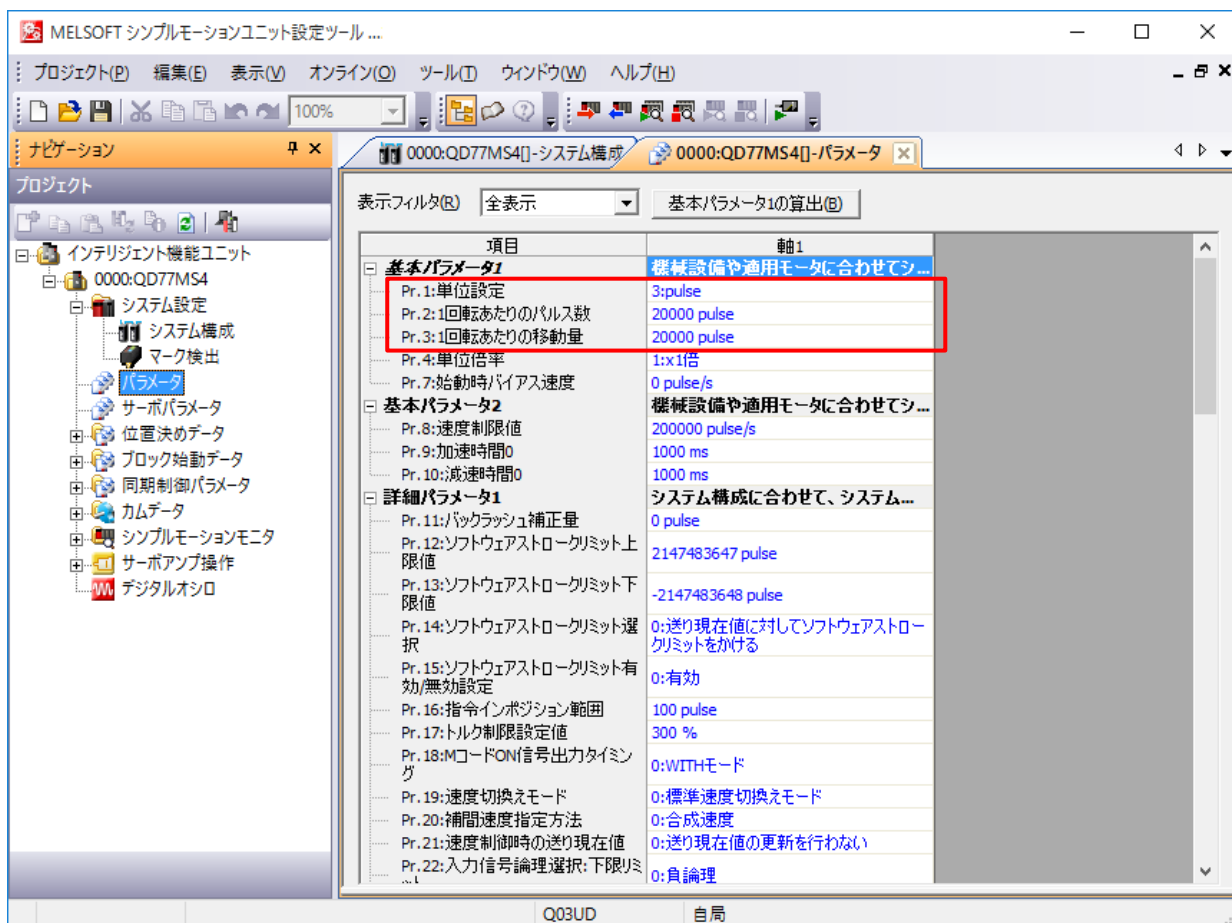 MELSOFT シンプルモーションユニット設定ツール ...
プロジェクト(P) 編集(E) 表示(V) オンライン(O) ツール(T) ウィンドウ(W) ヘルプ(H)
100%
ナビゲーション
0000:QD77MS4[]-システム構成
0000:QD77MS4[]-パラメータ
プロジェクト
インテリジェント機能ユニット
0000:QD77MS4
システム設定
システム構成
マーク検出
パラメータ
サーボパラメータ
位置決めデータ
ブロック始動データ
同期制御パラメータ
カムデータ
シンプルモーションモニタ
サーボアンプ操作
デジタルオシロ
表示フィルタ(R) 全表示 基本パラメータ1の算出(B)
項目 軸1
基本パラメータ1 機械設備や適用モータに合わせてシ...
Pr.1:単位設定 3:pulse
Pr.2:1回転あたりのパルス数 20000 pulse
Pr.3:1回転あたりの移動量 20000 pulse
Pr.4:単位倍率 1:x1倍
Pr.7:始動時バイアス速度 0 pulse/s
基本パラメータ2 機械設備や適用モータに合わせてシ...
Pr.8:速度制限値 200000 pulse/s
Pr.9:加速時間0 1000 ms
Pr.10:減速時間0 1000 ms
詳細パラメータ1 システム構成に合わせて、システム...
Pr.11:バックラッシュ補正量 0 pulse
Pr.12:ソフトウェアストロークリミット上
限値 2147483647 pulse
Pr.13:ソフトウェアストロークリミット下
限値 -2147483648 pulse
Pr.14:ソフトウェアストロークリミット選 0:送り現在値に対してソフトウェアストロー
択 クリミットをかける
Pr.15:ソフトウェアストロークリミット有
効/無効設定 0:有効
Pr.16:指令インポジション範囲 100 pulse
Pr.17:トルク制限設定値 300 %
Pr.18:MコードON信号出力タイミン
グ 0:WITHモード
Pr.19:速度切換えモード 0:標準速度切換えモード
Pr.20:補間速度指定方法 0:合成速度
Pr.21:速度制御時の送り現在値 0:送り現在値の更新を行わない
Pr.22:入力信号論理選択:下限リミ 0:負論理
Q03UD 自局